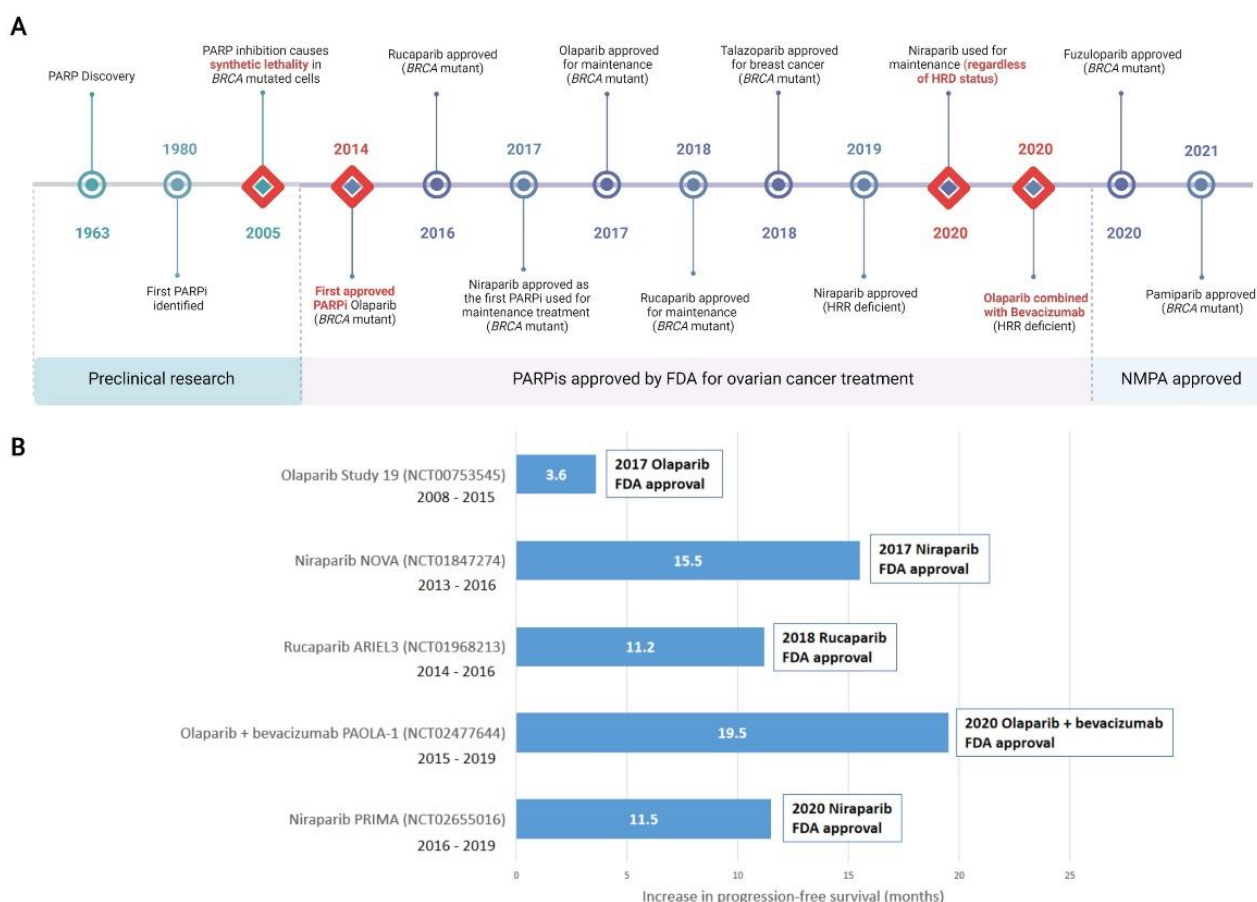 A
PARP Discovery
1963
1980
First PARPi
identified
PARP inhibition causes
synthetic lethality in
BRCA mutated cells
2005
2014
First approved
PARPi Olaparib
(BRCA mutant)
Rucaparib approved
(BRCA mutant)
2016
2017
Niraparib approved as
the first PARPi used for
maintenance treatment
(BRCA mutant)
Olaparib approved
for maintenance
(BRCA mutant)
2017
2018
Rucaparib approved
for maintenance
(BRCA mutant)
Talazoparib approved
for breast cancer
(BRCA mutant)
2018
2019
Niraparib approved
(HRR deficient)
Niraparib used for
maintenance (regardless
of HRD status)
2020
2020
Olaparib combined
with Bevacizumab
(HRR deficient)
Fuzuloparib approved
(BRCA mutant)
2020
2021
Pamiparib approved
(BRCA mutant)
Preclinical research
PARPis approved by FDA for ovarian cancer treatment
NMPA approved
B
Olaparib Study 19 (NCT00753545)
2008 - 2015
3.6
2017 Olaparib
FDA approval
Niraparib NOVA (NCT01847274)
2013 - 2016
15.5
2017 Niraparib
FDA approval
Rucaparib ARIEL3 (NCT01968213)
2014 - 2016
11.2
2018 Rucaparib
FDA approval
Olaparib + bevacizumab PAOLA-1 (NCT02477644)
2015 - 2019
19.5
2020 Olaparib + bevacizumab
FDA approval
Niraparib PRIMA (NCT02655016)
2016 - 2019
11.5
2020 Niraparib
FDA approval
0 5 10 15 20 25
Increase in progression-free survival (months)